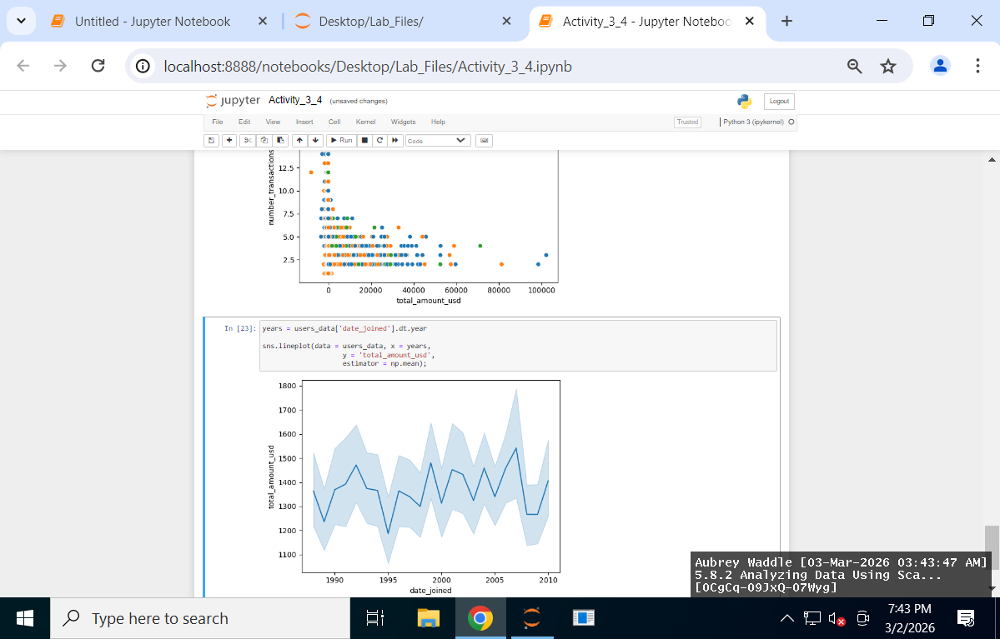 Untitled - Jupyter Notebook
Desktop/Lab_Files/
Activity_3_4 - Jupyter Noteboo
localhost:8888/notebooks/Desktop/Lab_Files/Activity_3_4.ipynb
jupyter Activity_3_4 (unsaved changes)
Logout
File Edit View Insert Cell Kernel Widgets Help
Trusted
Python 3 (ipykernel)
Run
Code
number_transactions
12.5
10.0
7.5
5.0
2.5
0 20000 40000 60000 80000 100000
total_amount_usd
In [23]: years = users_data['date_joined'].dt.year
sns.lineplot(data = users_data, x = years,
y = 'total_amount_usd',
estimator = np.mean);
total_amount_usd
1800
1700
1600
1500
1400
1300
1200
1100
1990 1995 2000 2005 2010
date_joined
Aubrey Waddle [03-Mar-2026 03:43:47 AM]
5.8.2 Analyzing Data Using Sca...
[0CgCq-09JxQ-07Wyg]
Type here to search
7:43 PM
3/2/2026